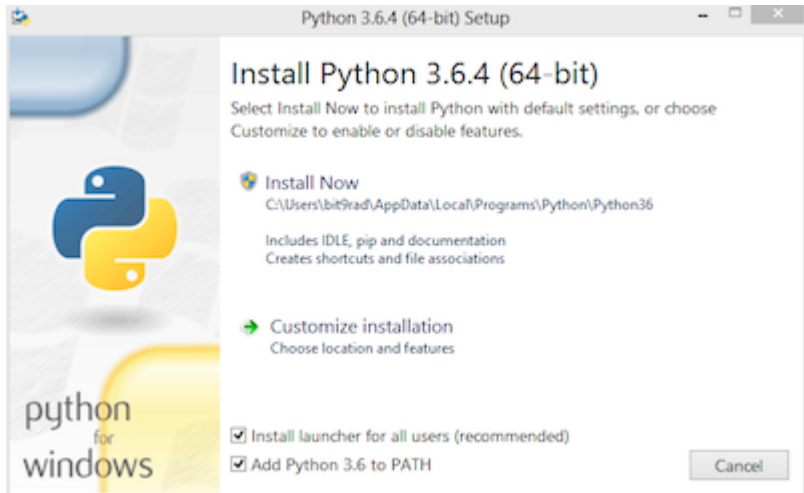 Python 3.6.4 (64-bit) Setup
Install Python 3.6.4 (64-bit)
Select Install Now to install Python with default settings, or choose
Customize to enable or disable features.
Install Now
C:\Users\bit9rad\AppData\Local\Programs\Python\Python36
Includes IDLE, pip and documentation
Creates shortcuts and file associations
Customize installation
Choose location and features
python
for
windows
Install launcher for all users (recommended)
Add Python 3.6 to PATH
Cancel